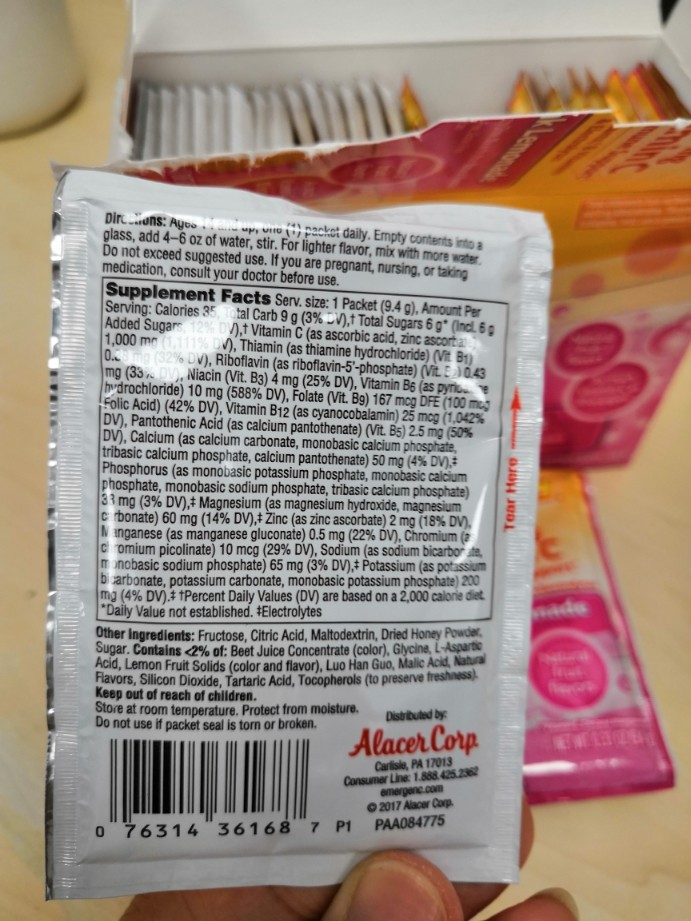 Directions: Ages 14 and up, one (1) packet daily. Empty contents into a
glass, add 4–6 oz of water, stir. For lighter flavor, mix with more water.
Do not exceed suggested use. If you are pregnant, nursing, or taking
medication, consult your doctor before use.
Supplement Facts Serv. size: 1 Packet (9.4 g), Amount Per
Serving: Calories 35, Total Carb 9 g (3% DV),† Total Sugars 6 g* (Incl. 6 g
Added Sugars, 12% DV),† Vitamin C (as ascorbic acid, zinc ascorbate)
1,000 mg (1,111% DV), Thiamin (as thiamine hydrochloride) (Vit. B1)
(32% DV), Riboflavin (as riboflavin-5'-phosphate) (Vit. B2) 0.43
mg (33% DV), Niacin (Vit. B3) 4 mg (25% DV), Vitamin B6 (as pyridoxine
hydrochloride) 10 mg (588% DV), Folate (Vit. B9) 167 mcg DFE (100 mcg
Folic Acid) (42% DV), Vitamin B12 (as cyanocobalamin) 25 mcg (1,042%
DV), Pantothenic Acid (as calcium pantothenate) (Vit. B5) 2.5 mg (50%
DV), Calcium (as calcium carbonate, monobasic calcium phosphate,
tribasic calcium phosphate, calcium pantothenate) 50 mg (4% DV),‡
Phosphorus (as monobasic potassium phosphate, monobasic calcium
phosphate, monobasic sodium phosphate, tribasic calcium phosphate)
38 mg (3% DV),‡ Magnesium (as magnesium hydroxide, magnesium
carbonate) 60 mg (14% DV),‡ Zinc (as zinc ascorbate) 2 mg (18% DV),
Manganese (as manganese gluconate) 0.5 mg (22% DV), Chromium (as
chromium picolinate) 10 mcg (29% DV), Sodium (as sodium bicarbonate,
monobasic sodium phosphate) 65 mg (3% DV),‡ Potassium (as potassium
bicarbonate, potassium carbonate, monobasic potassium phosphate) 200
mg (4% DV).‡ †Percent Daily Values (DV) are based on a 2,000 calorie diet.
*Daily Value not established. ‡Electrolytes
Other Ingredients: Fructose, Citric Acid, Maltodextrin, Dried Honey Powder,
Sugar. Contains <2% of: Beet Juice Concentrate (color), Glycine, L-Aspartic
Acid, Lemon Fruit Solids (color and flavor), Luo Han Guo, Malic Acid, Natural
Flavors, Silicon Dioxide, Tartaric Acid, Tocopherols (to preserve freshness).
Keep out of reach of children.
Store at room temperature. Protect from moisture.
Do not use if packet seal is torn or broken.
Distributed by:
Alacer Corp
Carlisle, PA 17013
Consumer Line: 1.888.425.2362
emergenc.com
© 2017 Alacer Corp.
0 76314 36168 7 P1 PAA084775
Tear Here